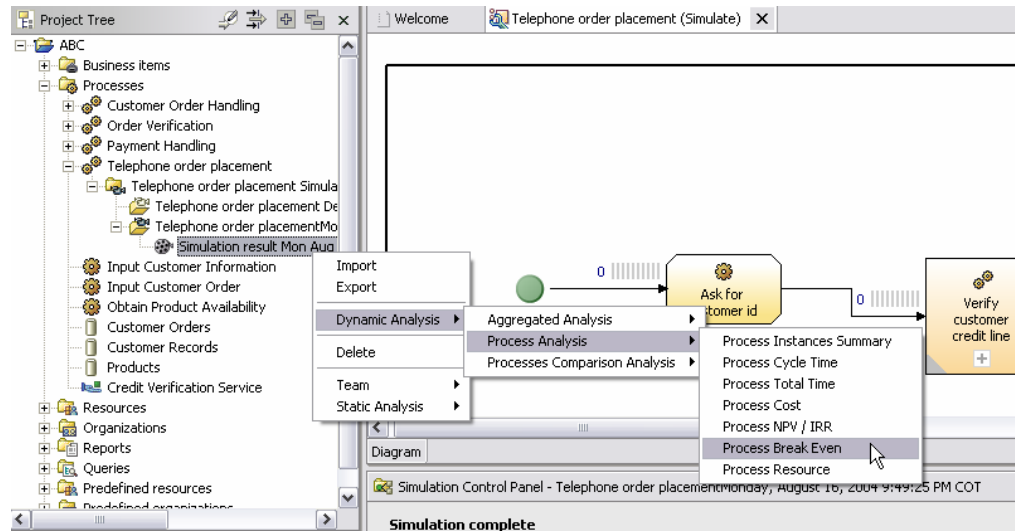 Project Tree
ABC
Business items
Processes
Customer Order Handling
Order Verification
Payment Handling
Telephone order placement
Telephone order placement Simula
Telephone order placement De
Telephone order placementMo
Simulation result Mon Aug
Input Customer Information
Input Customer Order
Obtain Product Availability
Customer Orders
Customer Records
Products
Credit Verification Service
Resources
Organizations
Reports
Queries
Predefined resources
Predefined organizations
Import
Export
Dynamic Analysis
Delete
Team
Static Analysis
Aggregated Analysis
Process Analysis
Processes Comparison Analysis
Process Instances Summary
Process Cycle Time
Process Total Time
Process Cost
Process NPV / IRR
Process Break Even
Process Resource
Welcome
Telephone order placement (Simulate)
0
Ask for
stomer id
0
Verify
customer
credit line
Diagram
Simulation Control Panel - Telephone order placementMonday, August 16, 2004 9:49:25 PM COT
Simulation complete